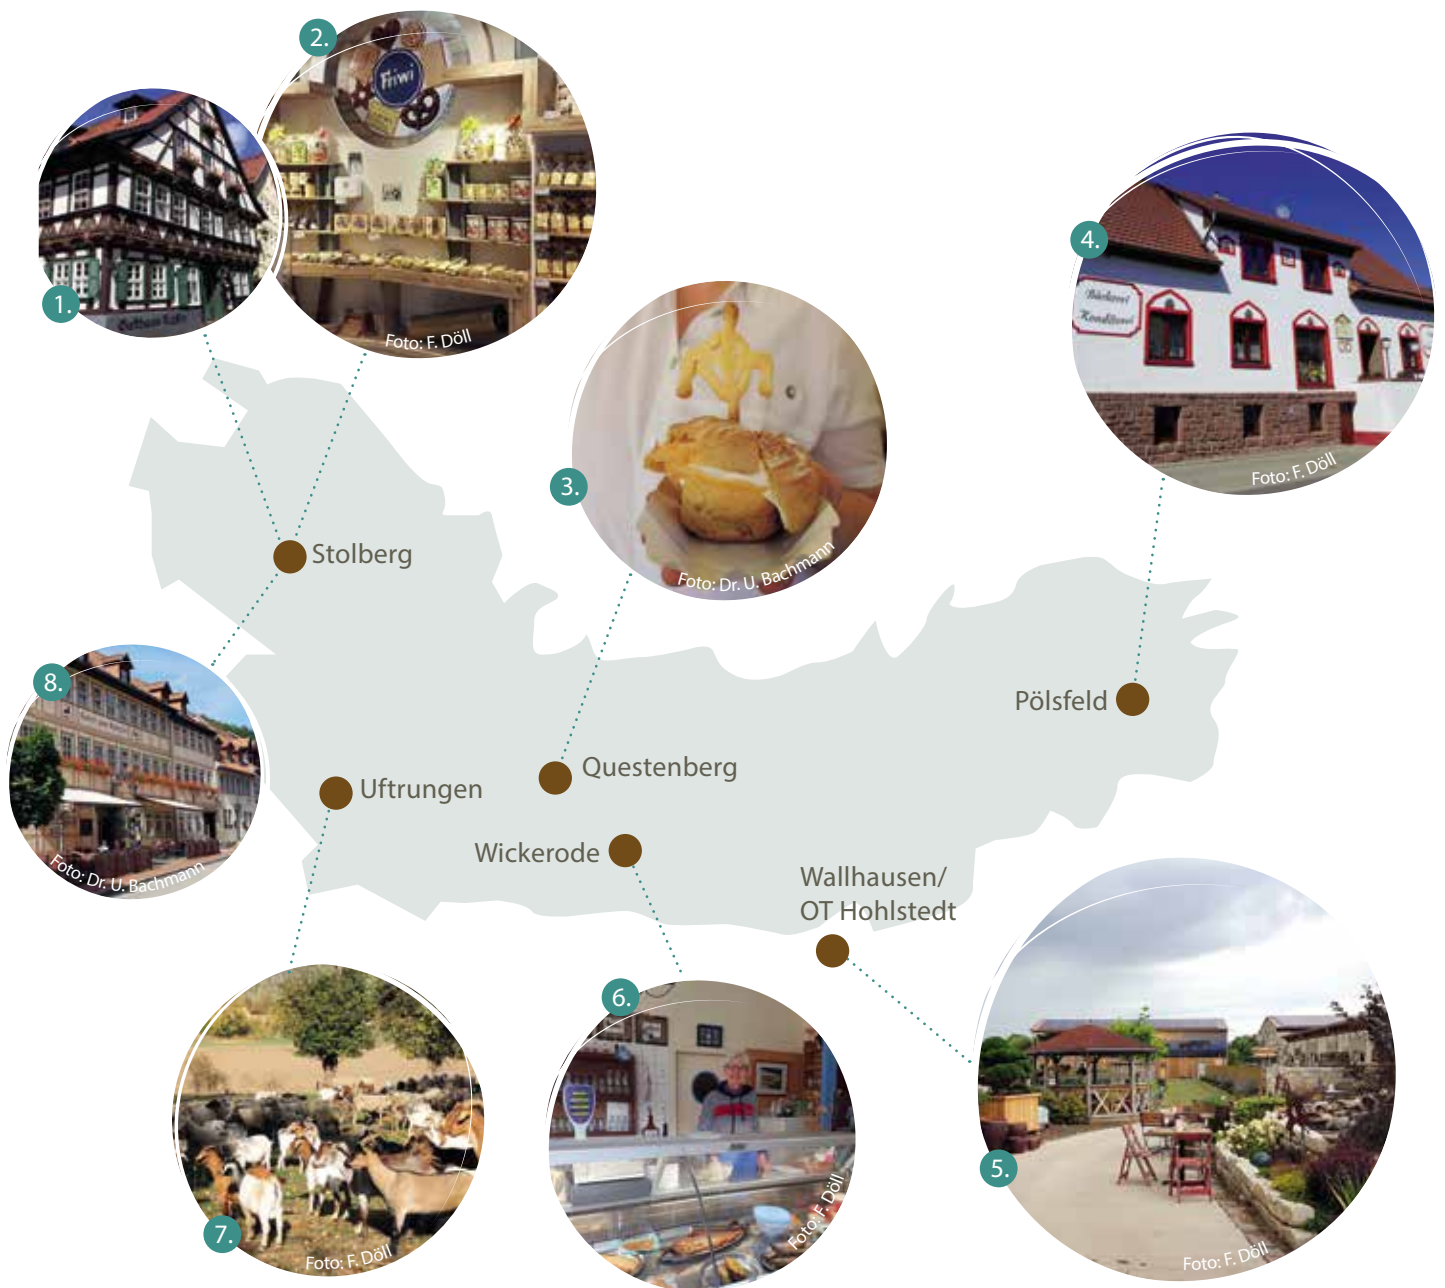 1.
2.
Friwi
Foto: F. Döll
3.
Foto: Dr. U. Bachmann
4.
Bäckerei
Konditorei
Foto: F. Döll
Stolberg
8.
Foto: Dr. U. Bachmann
Pölsfeld
Questenberg
Uftrungen
Wickerode
Wallhausen/
OT Hohlstedt
5.
Foto: F. Döll
6.
Foto: F. Döll
7.
Foto: F. Döll